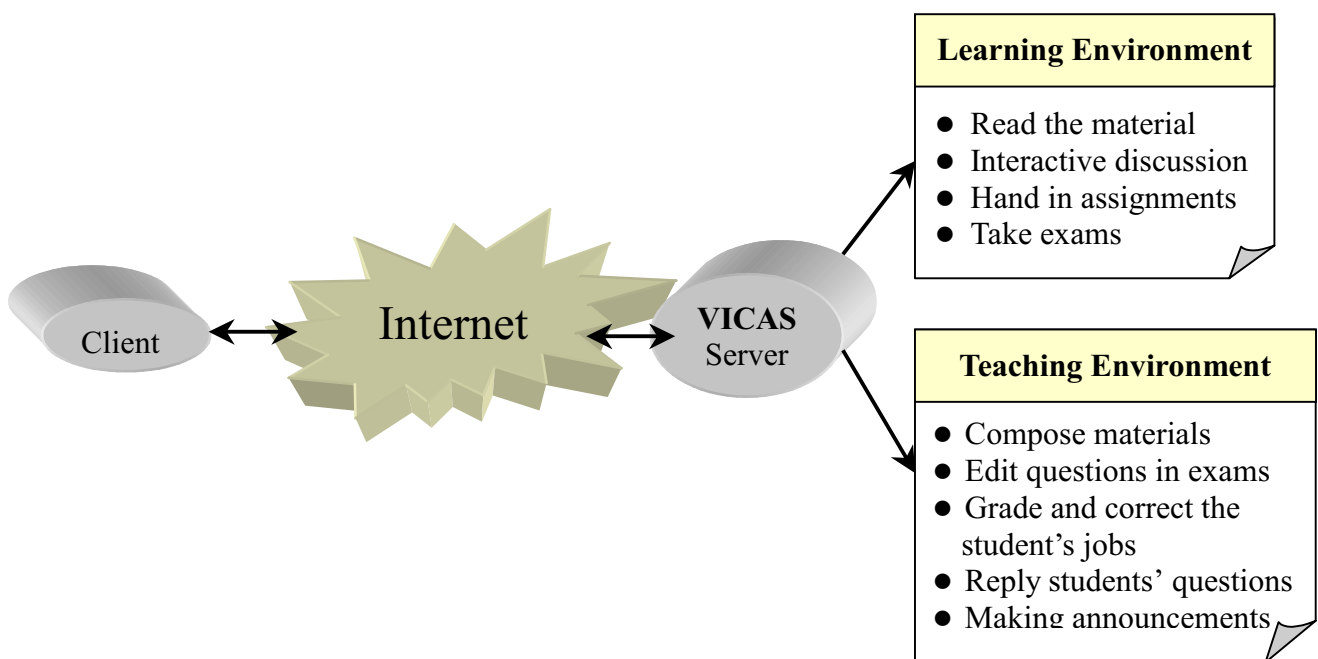 Client
Internet
VICAS
Server
Learning Environment
● Read the material
● Interactive discussion
● Hand in assignments
● Take exams
Teaching Environment
● Compose materials
● Edit questions in exams
● Grade and correct the
student’s jobs
● Reply students’ questions
● Making announcements